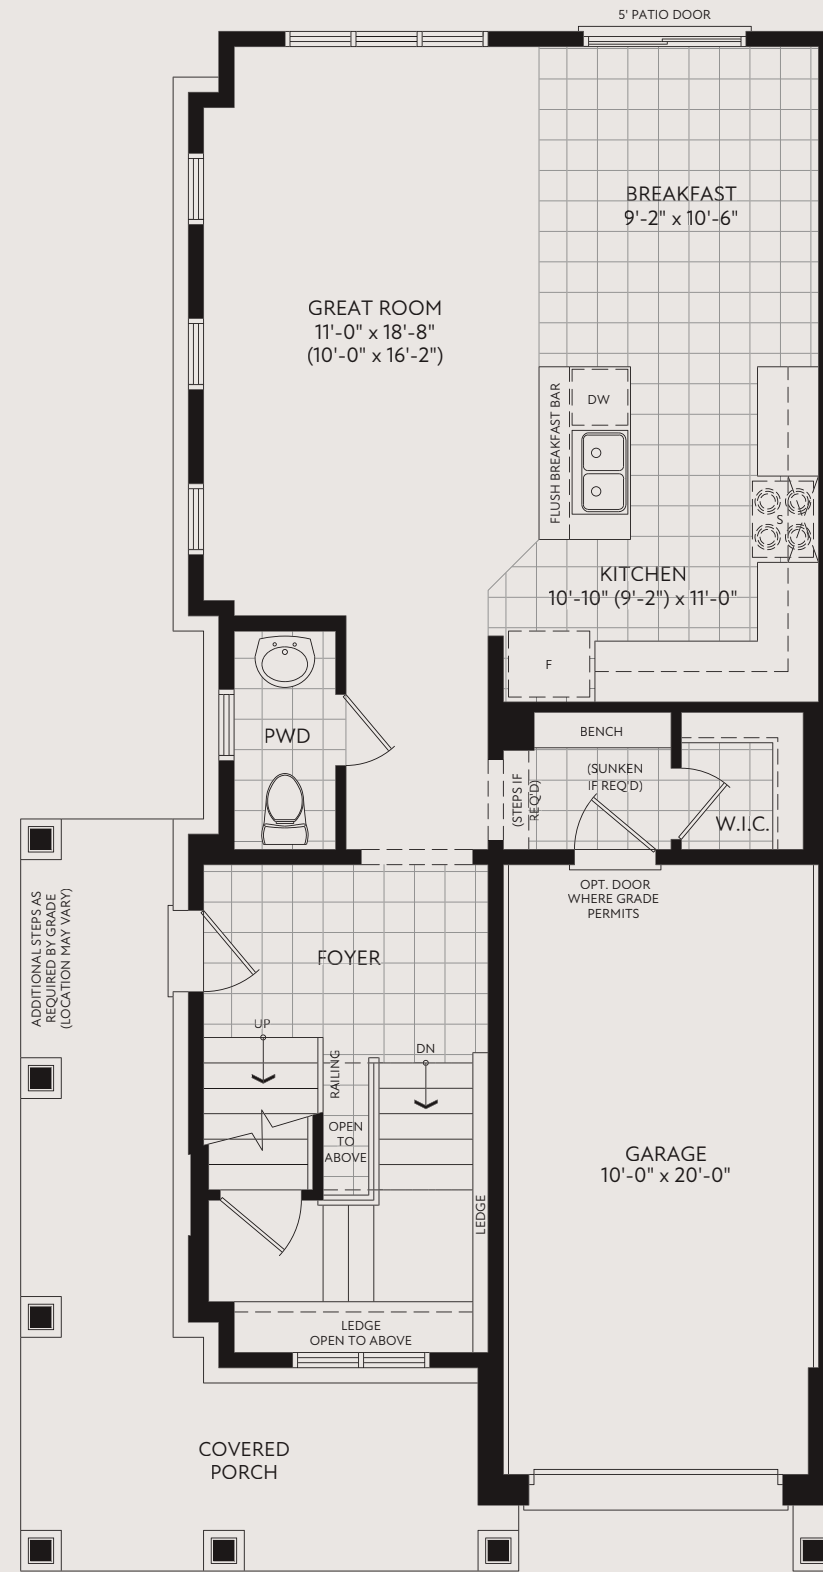 5' PATIO DOOR
BREAKFAST
9'-2" x 10'-6"
GREAT ROOM
11'-0" x 18'-8"
(10'-0" x 16'-2")
FLUSH BREAKFAST BAR
DW
S
KITCHEN
10'-10" (9'-2") x 11'-0"
F
PWD
BENCH
(SUNKEN
IF REQ'D)
(STEPS IF
REQ'D)
W.I.C.
OPT. DOOR
WHERE GRADE
PERMITS
ADDITIONAL STEPS AS
REQUIRED BY GRADE
(LOCATION MAY VARY)
FOYER
UP
RAILING
DN
OPEN
TO
ABOVE
GARAGE
10'-0" x 20'-0"
LEDGE
LEDGE
OPEN TO ABOVE
COVERED
PORCH